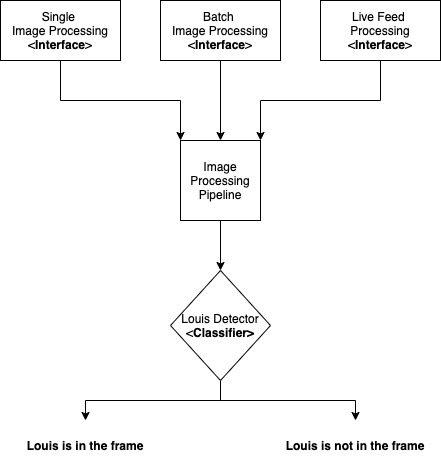 Single
Image Processing
<Interface>
Batch
Image Processing
<Interface>
Live Feed
Processing
<Interface>
Image
Processing
Pipeline
Louis Detector
<Classifier>
Louis is in the frame
Louis is not in the frame